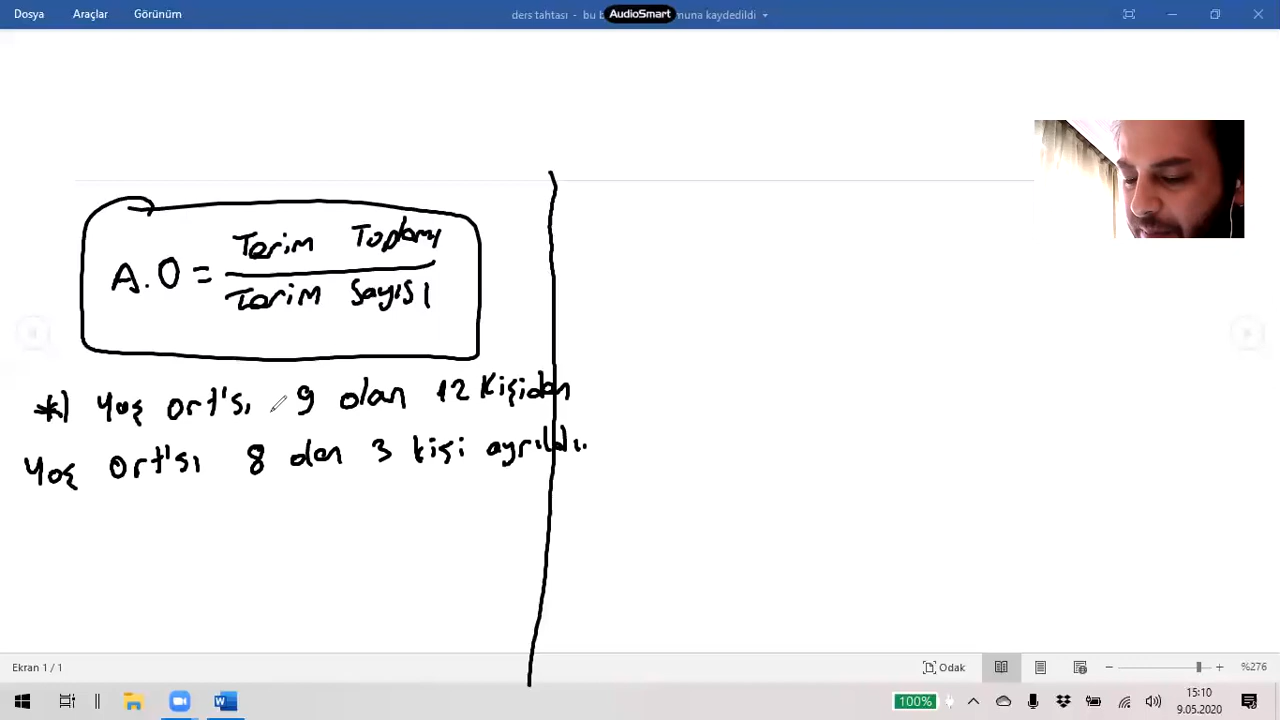 Dosya Araçlar Görünüm
ders tahtası - bu b
AudioSmart
muna kaydedildi
A.O = Terim Toplamı
Terim Sayısı
*) Yaş ort'sı 9 olan 12 kişiden
Yaş ort'sı 8 olan 3 kişi ayrıldı.
Ekran 1 / 1
Odak
%276
100%
15:10
9.05.2020